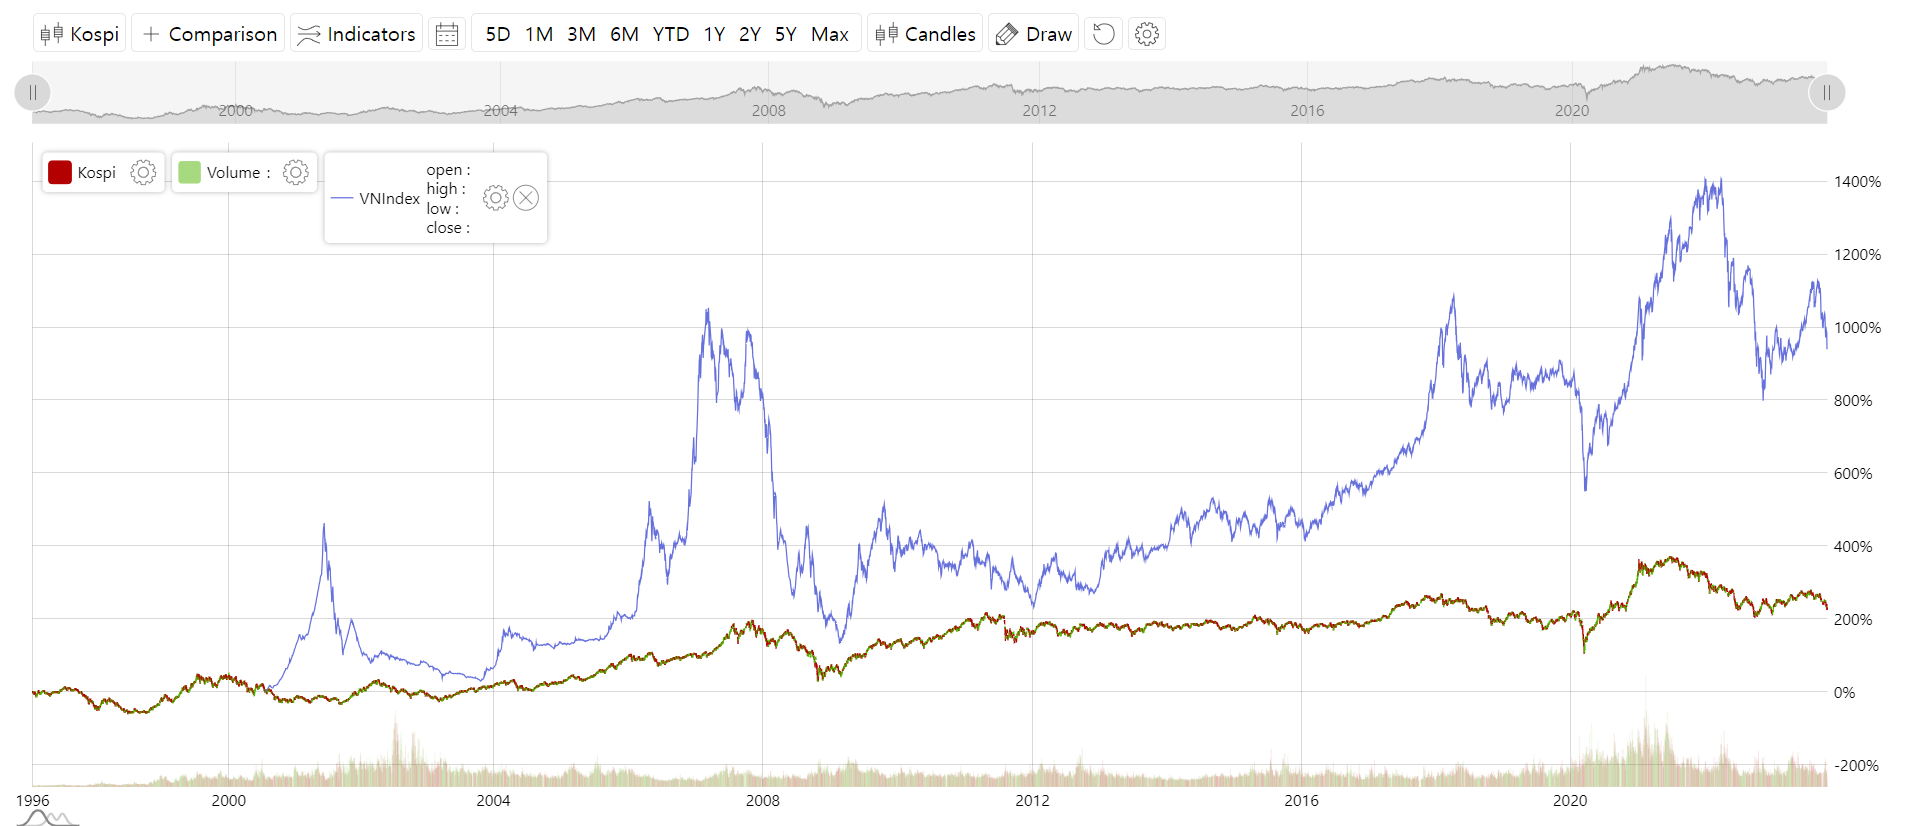 Kospi + Comparison Indicators 5D 1M 3M 6M YTD 1Y 2Y 5Y Max Candles Draw
2000 2004 2008 2012 2016 2020
Kospi
Volume :
VNIndex
open :
high :
low :
close :
1400%
1200%
1000%
800%
600%
400%
200%
0%
-200%
1996 2000 2004 2008 2012 2016 2020